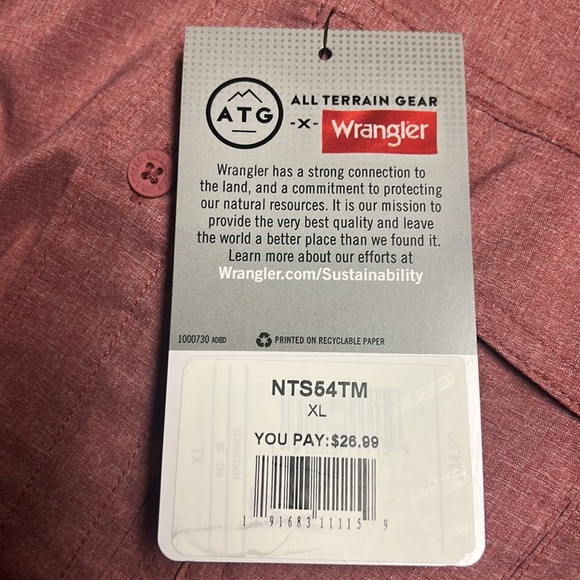 ATG
ALL TERRAIN GEAR
-X- Wrangler
Wrangler has a strong connection to
the land, and a commitment to protecting
our natural resources. It is our mission to
provide the very best quality and leave
the world a better place than we found it.
Learn more about our efforts at
Wrangler.com/Sustainability
1000730 ADBD
PRINTED ON RECYCLABLE PAPER
NTS54TM
XL
YOU PAY:$26.99
1 91683 11115 9
XL